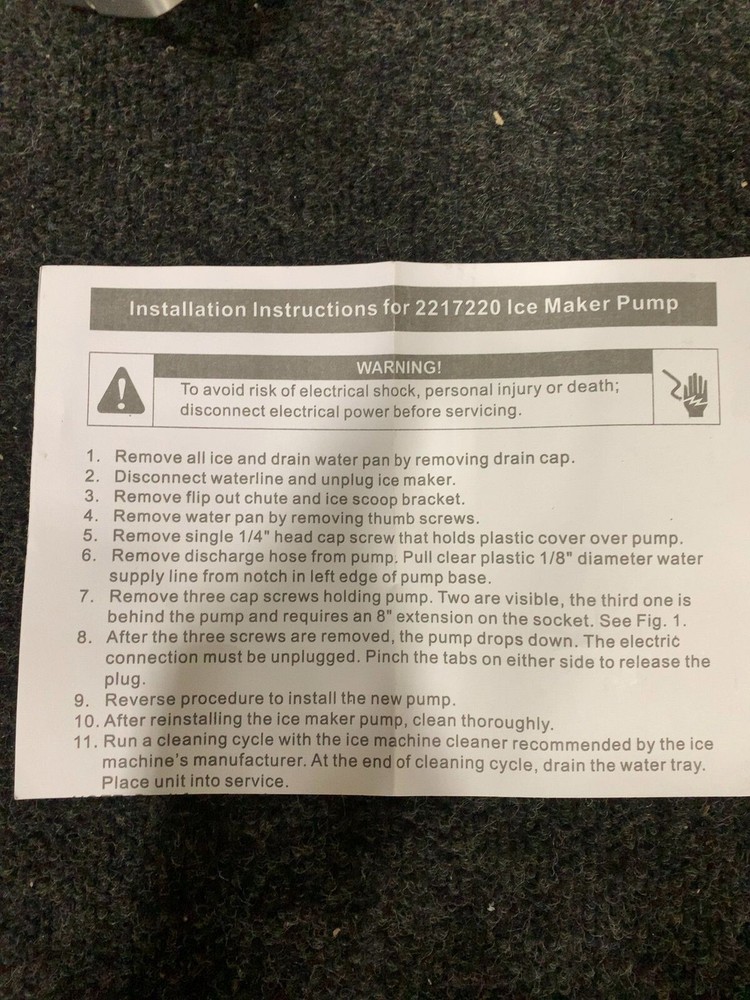 Installation Instructions for 2217220 Ice Maker Pump
WARNING!
To avoid risk of electrical shock, personal injury or death;
disconnect electrical power before servicing.
1. Remove all ice and drain water pan by removing drain cap.
2. Disconnect waterline and unplug ice maker.
3. Remove flip out chute and ice scoop bracket.
4. Remove water pan by removing thumb screws.
5. Remove single 1/4" head cap screw that holds plastic cover over pump.
6. Remove discharge hose from pump. Pull clear plastic 1/8" diameter water
supply line from notch in left edge of pump base.
7. Remove three cap screws holding pump. Two are visible, the third one is
behind the pump and requires an 8" extension on the socket. See Fig. 1.
8. After the three screws are removed, the pump drops down. The electric
connection must be unplugged. Pinch the tabs on either side to release the
plug.
9. Reverse procedure to install the new pump.
10. After reinstalling the ice maker pump, clean thoroughly.
11. Run a cleaning cycle with the ice machine cleaner recommended by the ice
machine's manufacturer. At the end of cleaning cycle, drain the water tray.
Place unit into service.